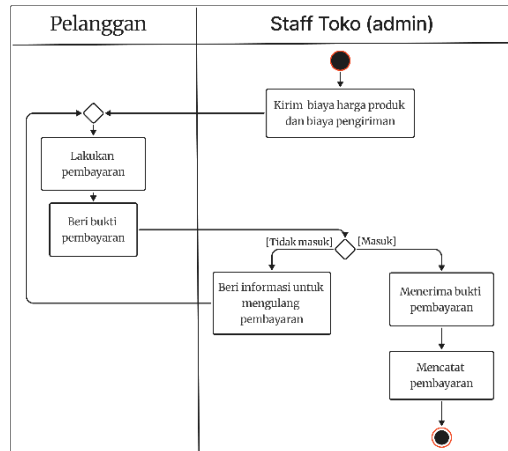 Pelanggan
Staff Toko (admin)
Kirim biaya harga produk
dan biaya pengiriman
Lakukan
pembayaran
Beri bukti
pembayaran
[Tidak masuk]
[Masuk]
Beri informasi untuk
mengulang
pembayaran
Menerima bukti
pembayaran
Mencatat
pembayaran